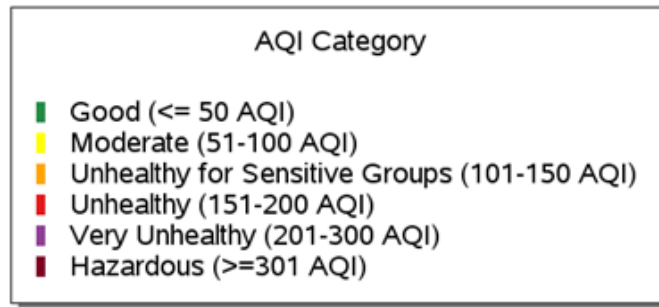 AQI Category
Good (<= 50 AQI)
Moderate (51-100 AQI)
Unhealthy for Sensitive Groups (101-150 AQI)
Unhealthy (151-200 AQI)
Very Unhealthy (201-300 AQI)
Hazardous (>=301 AQI)